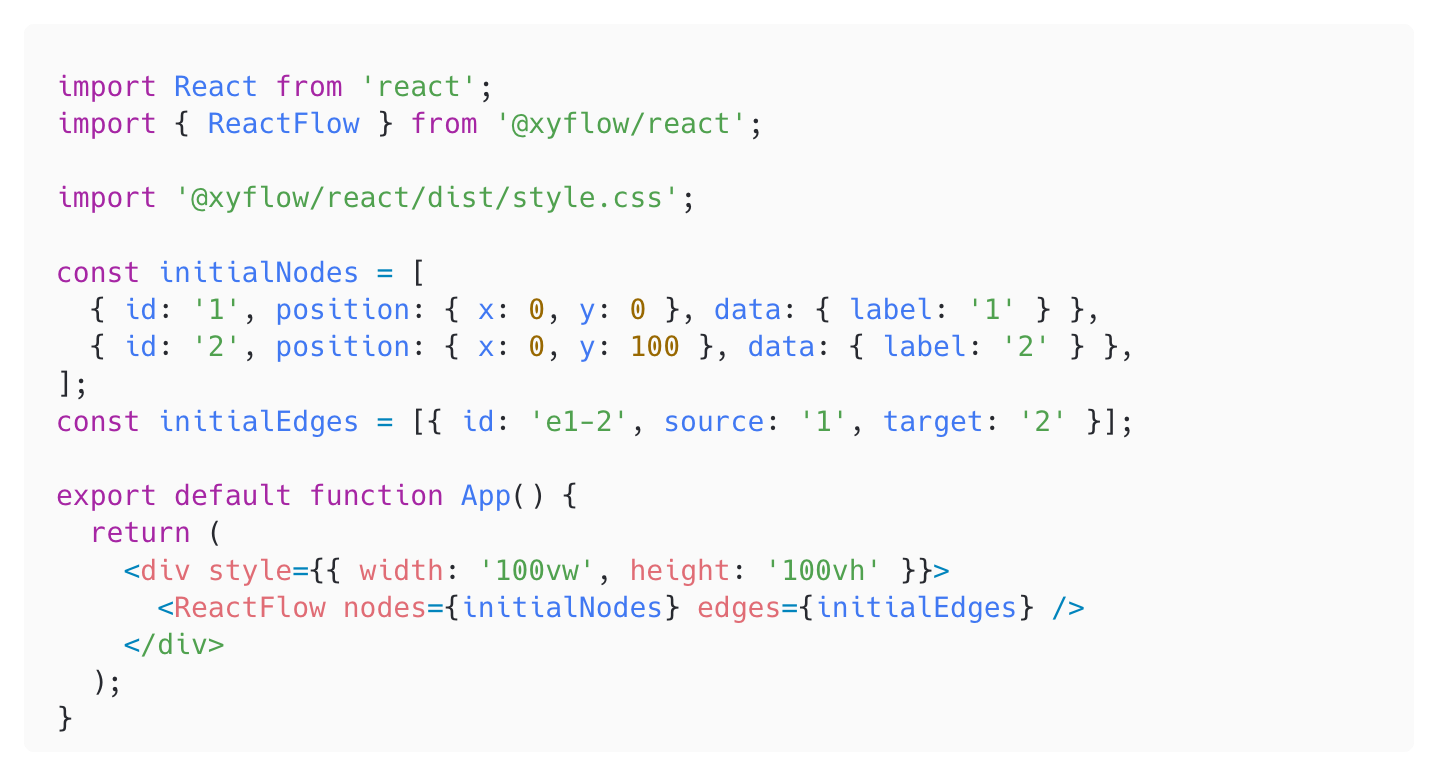 import React from 'react';
import { ReactFlow } from '@xyflow/react';

import '@xyflow/react/dist/style.css';

const initialNodes = [
  { id: '1', position: { x: 0, y: 0 }, data: { label: '1' } },
  { id: '2', position: { x: 0, y: 100 }, data: { label: '2' } },
];
const initialEdges = [{ id: 'e1-2', source: '1', target: '2' }];

export default function App() {
  return (
    <div style={{ width: '100vw', height: '100vh' }}>
      <ReactFlow nodes={initialNodes} edges={initialEdges} />
    </div>
  );
}